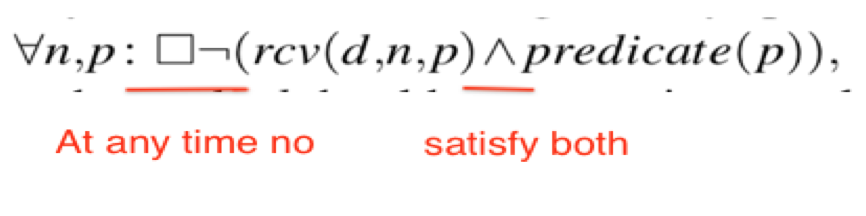 ∀n,p: □¬(rcv(d,n,p)∧predicate(p)),
At any time no satisfy both